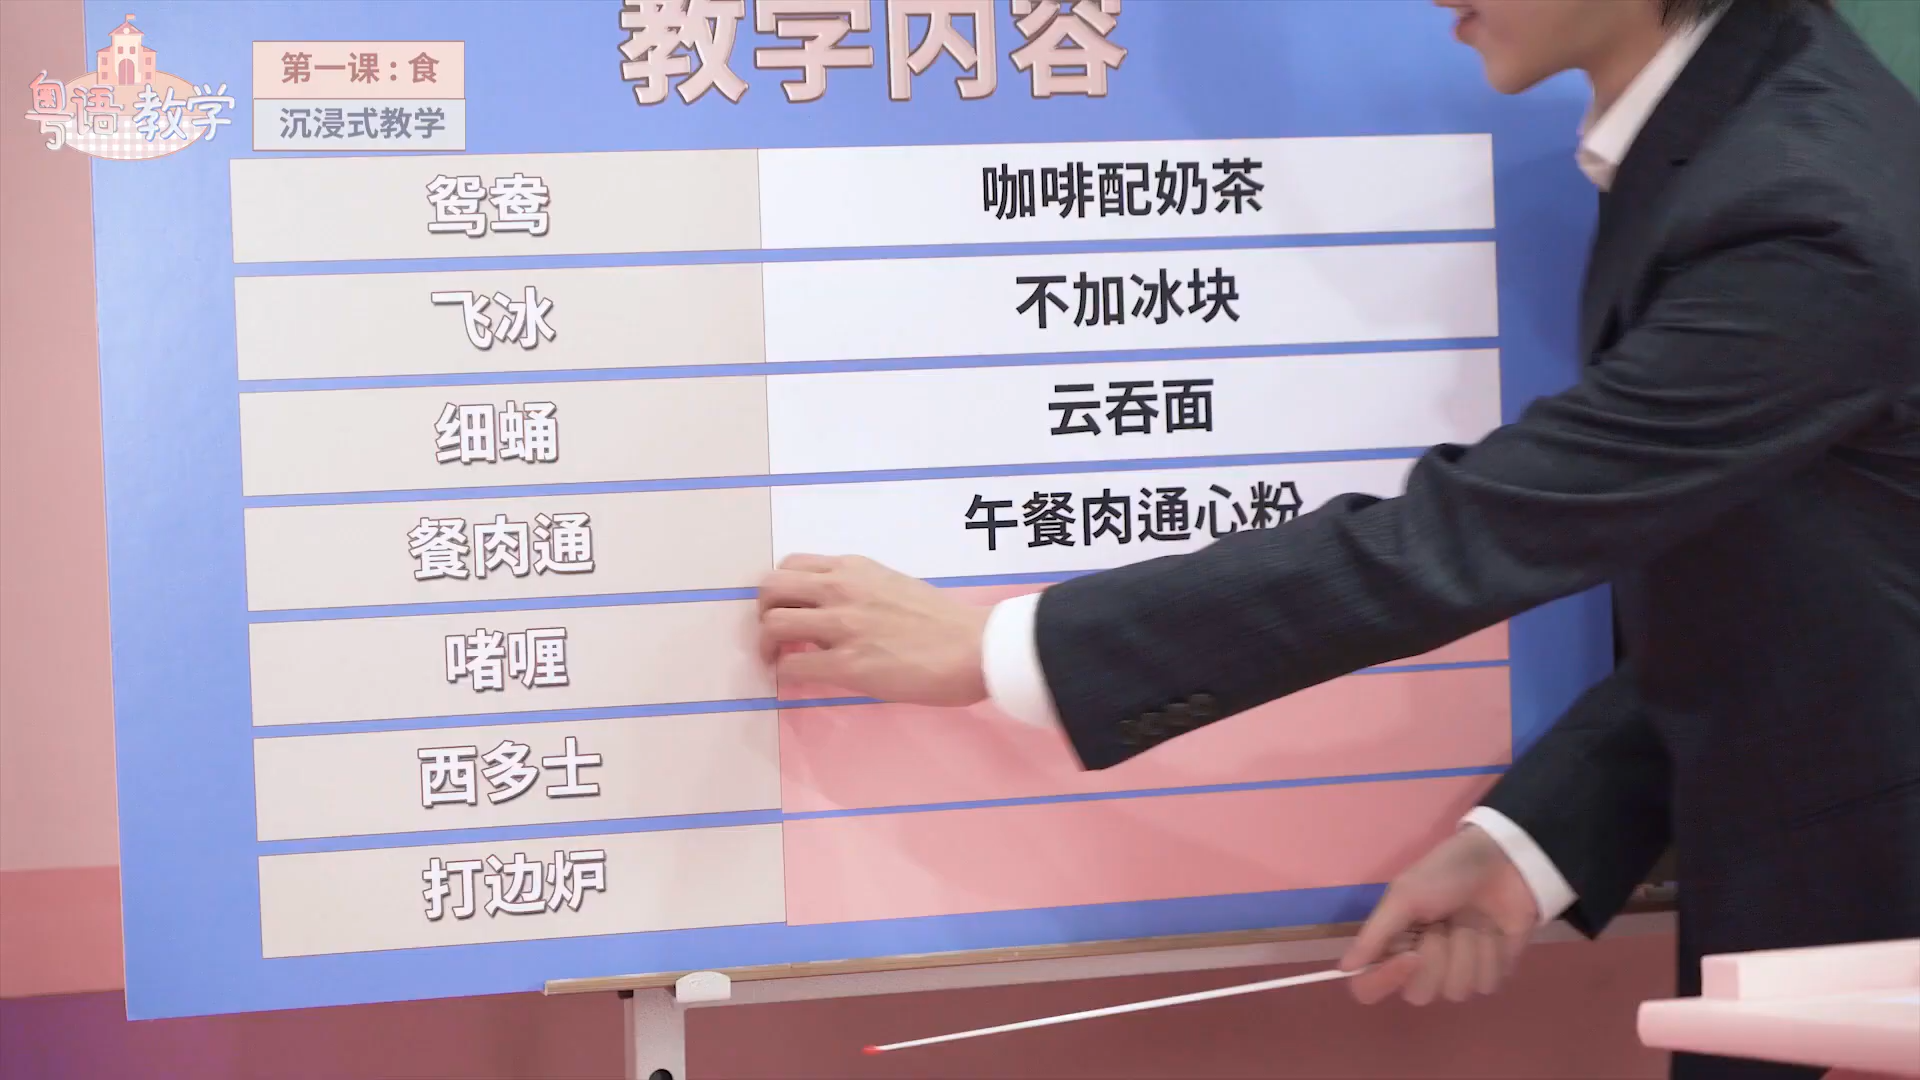 粤语教学
第一课：食
沉浸式教学
教学内容
鸳鸯 咖啡配奶茶
飞冰 不加冰块
细蛹 云吞面
餐肉通 午餐肉通心粉
啫喱
西多士
打边炉